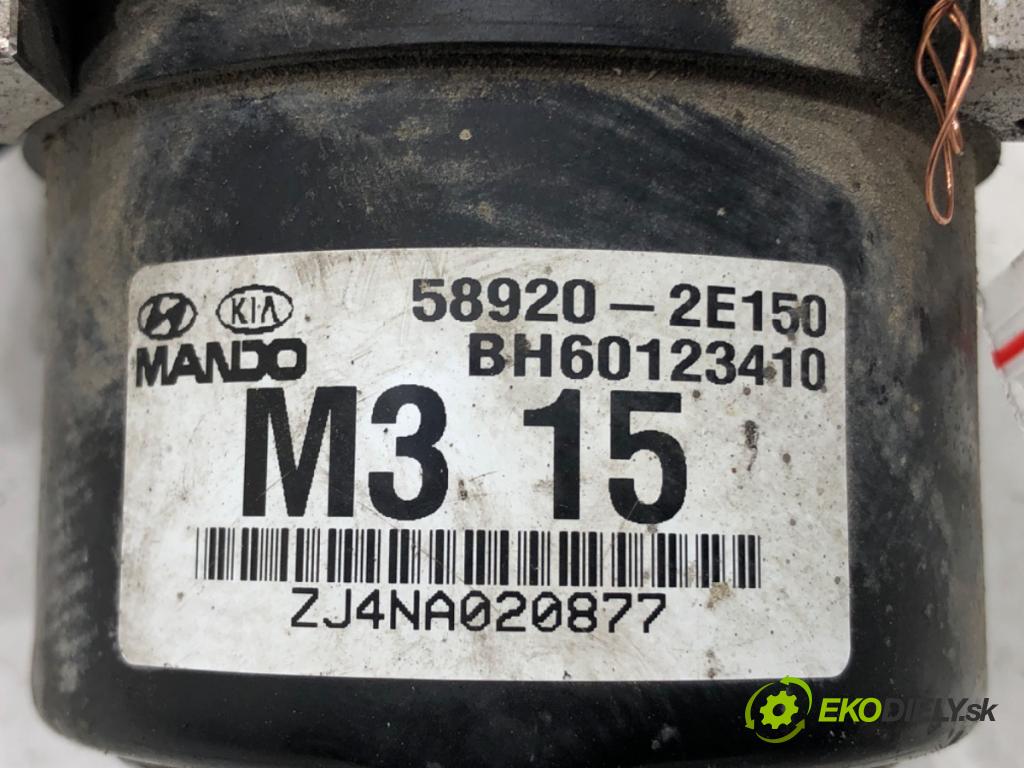 KIA 58920-2E150
MANDO BH60123410
M3 15
ZJ4NA020877
EKODIELY.sk